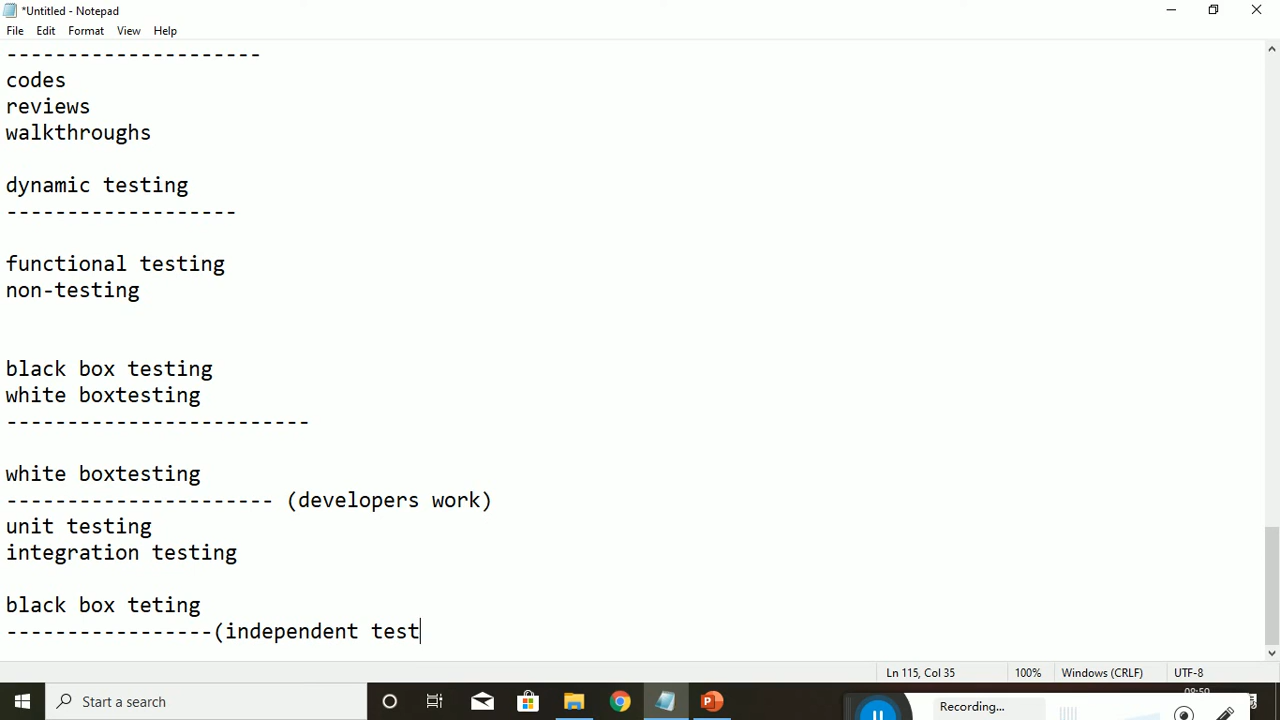 *Untitled - Notepad
File Edit Format View Help
---------------------
codes
reviews
walkthroughs
dynamic testing
-------------------
functional testing
non-testing
black box testing
white boxtesting
-------------------------
white boxtesting
---------------------- (developers work)
unit testing
integration testing
black box teting
-----------------(independent test
Ln 115, Col 35 100% Windows (CRLF) UTF-8
Start a search
Recording...